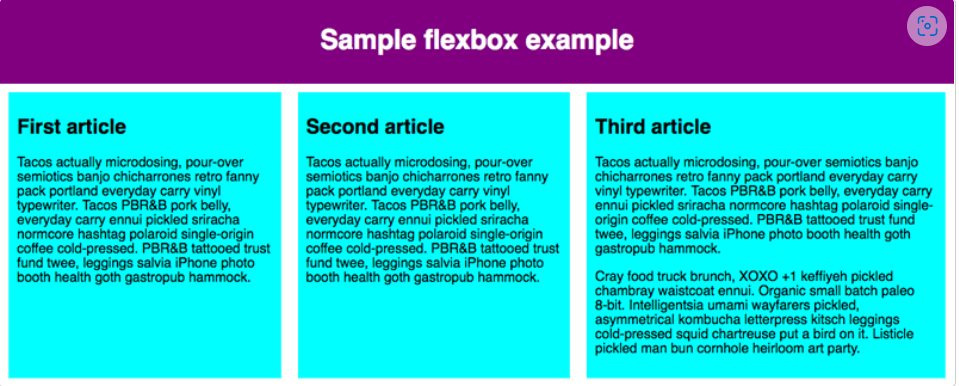 Sample flexbox example
First article
Tacos actually microdosing, pour-over
semiotics banjo chicharrones retro fanny
pack portland everyday carry vinyl
typewriter. Tacos PBR&B pork belly,
everyday carry ennui pickled sriracha
normcore hashtag polaroid single-origin
coffee cold-pressed. PBR&B tattooed trust
fund twee, leggings salvia iPhone photo
booth health goth gastropub hammock.
Second article
Tacos actually microdosing, pour-over
semiotics banjo chicharrones retro fanny
pack portland everyday carry vinyl
typewriter. Tacos PBR&B pork belly,
everyday carry ennui pickled sriracha
normcore hashtag polaroid single-origin
coffee cold-pressed. PBR&B tattooed trust
fund twee, leggings salvia iPhone photo
booth health goth gastropub hammock.
Third article
Tacos actually microdosing, pour-over semiotics banjo
chicharrones retro fanny pack portland everyday carry
vinyl typewriter. Tacos PBR&B pork belly, everyday carry
ennui pickled sriracha normcore hashtag polaroid single-
origin coffee cold-pressed. PBR&B tattooed trust fund
twee, leggings salvia iPhone photo booth health goth
gastropub hammock.
Cray food truck brunch, XOXO +1 keffiyeh pickled
chambray waistcoat ennui. Organic small batch paleo
8-bit. Intelligentsia umami wayfarers pickled,
asymmetrical kombucha letterpress kitsch leggings
cold-pressed squid chartreuse put a bird on it. Listicle
pickled man bun cornhole heirloom art party.